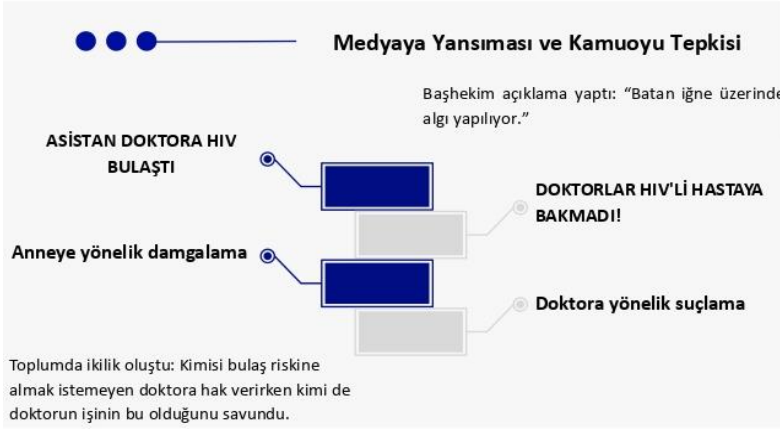 Medyaya Yansıması ve Kamuoyu Tepkisi
Başhekim açıklama yaptı: “Batan iğne üzerinde
algı yapılıyor.”
ASİSTAN DOKTORA HIV
BULAŞTI
DOKTORLAR HIV'Lİ HASTAYA
BAKMADI!
Anneye yönelik damgalama
Doktora yönelik suçlama
Toplumda ikilik oluştu: Kimisi bulaş riskine
almak istemeyen doktora hak verirken kimi de
doktorun işinin bu olduğunu savundu.